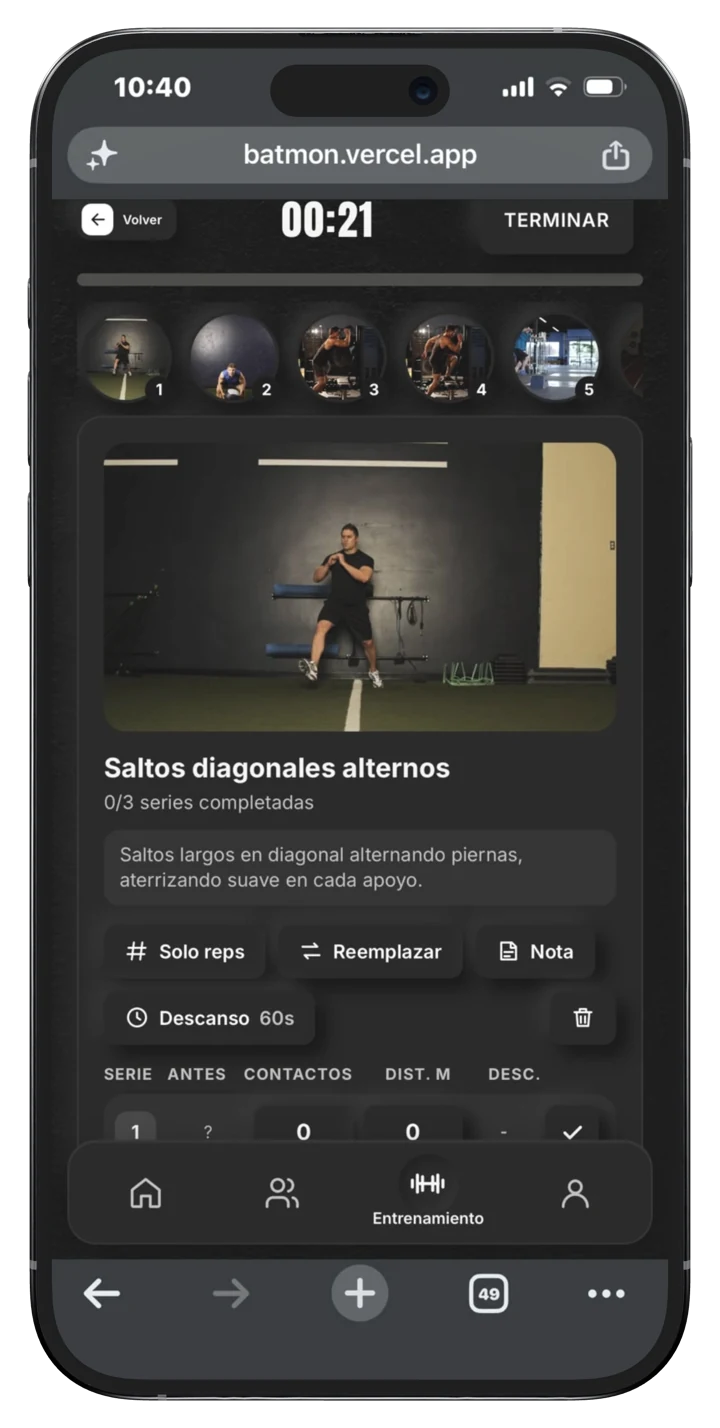 10:40
batmon.vercel.app
Volver
00:21
TERMINAR
1
2
3
4
5
Saltos diagonales alternos
0/3 series completadas
Saltos largos en diagonal alternando piernas,
aterrizando suave en cada apoyo.
Solo reps
Reemplazar
Nota
Descanso 60s
SERIE ANTES CONTACTOS DIST. M DESC.
1 ? 0 0 -
Entrenamiento
49